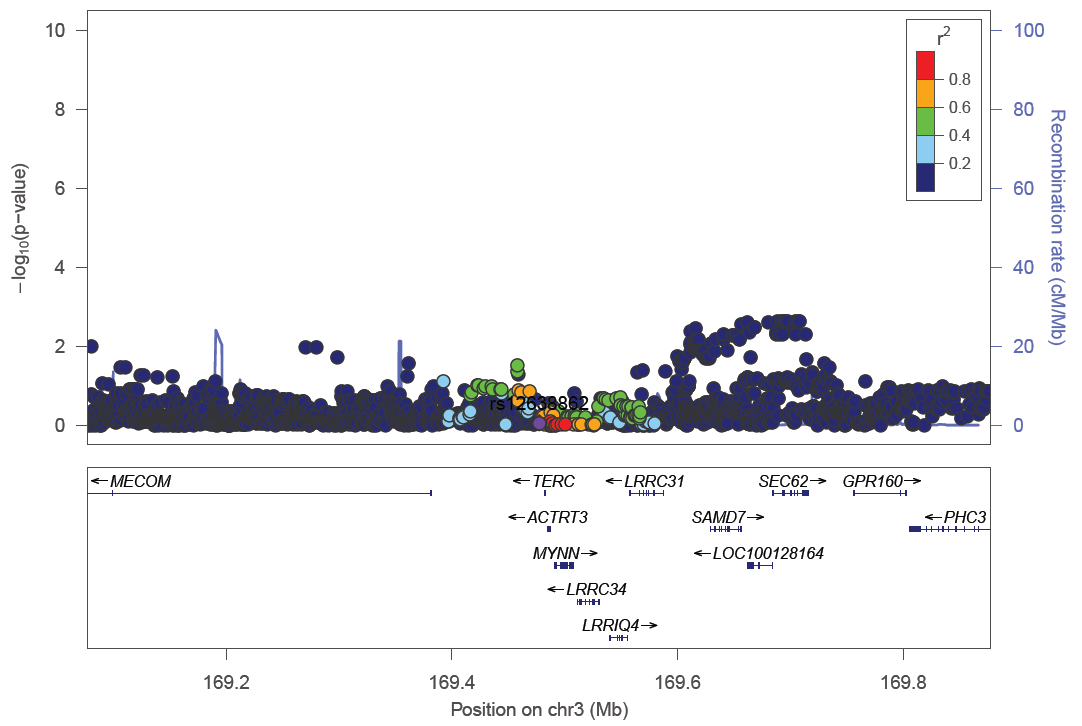 10
8
6
4
2
0
100
80
60
40
20
0
−log10(p−value)
Recombination rate (cM/Mb)
r2
0.8
0.6
0.4
0.2
rs12638862
←MECOM
←TERC
←LRRC31
SEC62→
GPR160→
←ACTRT3
SAMD7→
←PHC3
MYNN→
←LOC100128164
←LRRC34
LRRIQ4→
169.2
169.4
169.6
169.8
Position on chr3 (Mb)